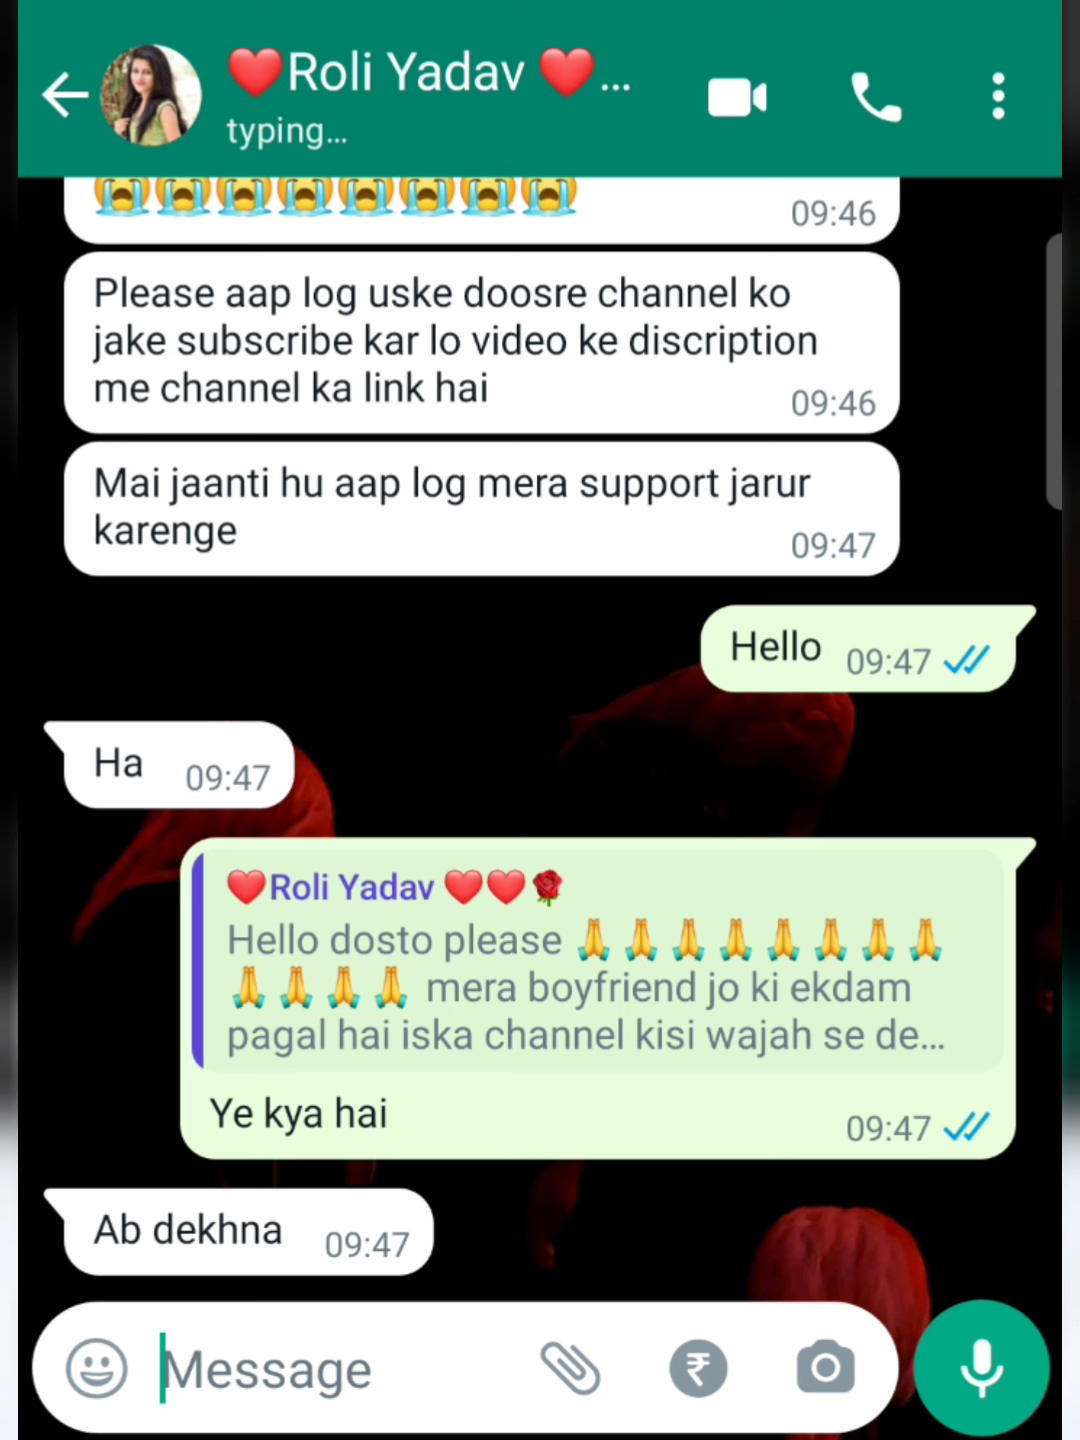 ❤️Roli Yadav ❤️...
typing...
😭😭😭😭😭😭😭😭
09:46
Please aap log uske doosre channel ko
jake subscribe kar lo video ke discription
me channel ka link hai
09:46
Mai jaanti hu aap log mera support jarur
karenge
09:47
Hello 09:47
Ha 09:47
❤️Roli Yadav ❤️❤️🌹
Hello dosto please 🙏🙏🙏🙏🙏🙏🙏🙏
🙏🙏🙏🙏 mera boyfriend jo ki ekdam
pagal hai iska channel kisi wajah se de...
Ye kya hai
09:47
Ab dekhna 09:47
Message
₹